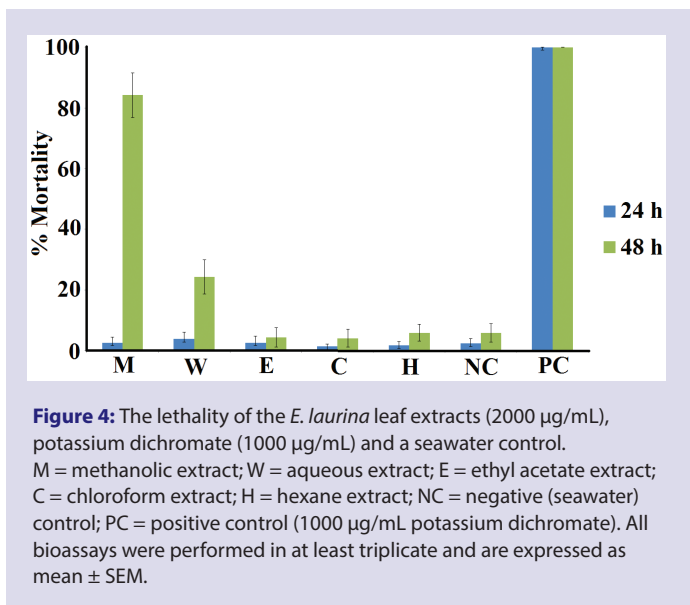 100
80
60
40
20
0
% Mortality
M W E C H NC PC
24 h
48 h
Figure 4: The lethality of the E. laurina leaf extracts (2000 µg/mL),
potassium dichromate (1000 µg/mL) and a seawater control.
M = methanolic extract; W = aqueous extract; E = ethyl acetate extract;
C = chloroform extract; H = hexane extract; NC = negative (seawater)
control; PC = positive control (1000 µg/mL potassium dichromate). All
bioassays were performed in at least triplicate and are expressed as
mean ± SEM.